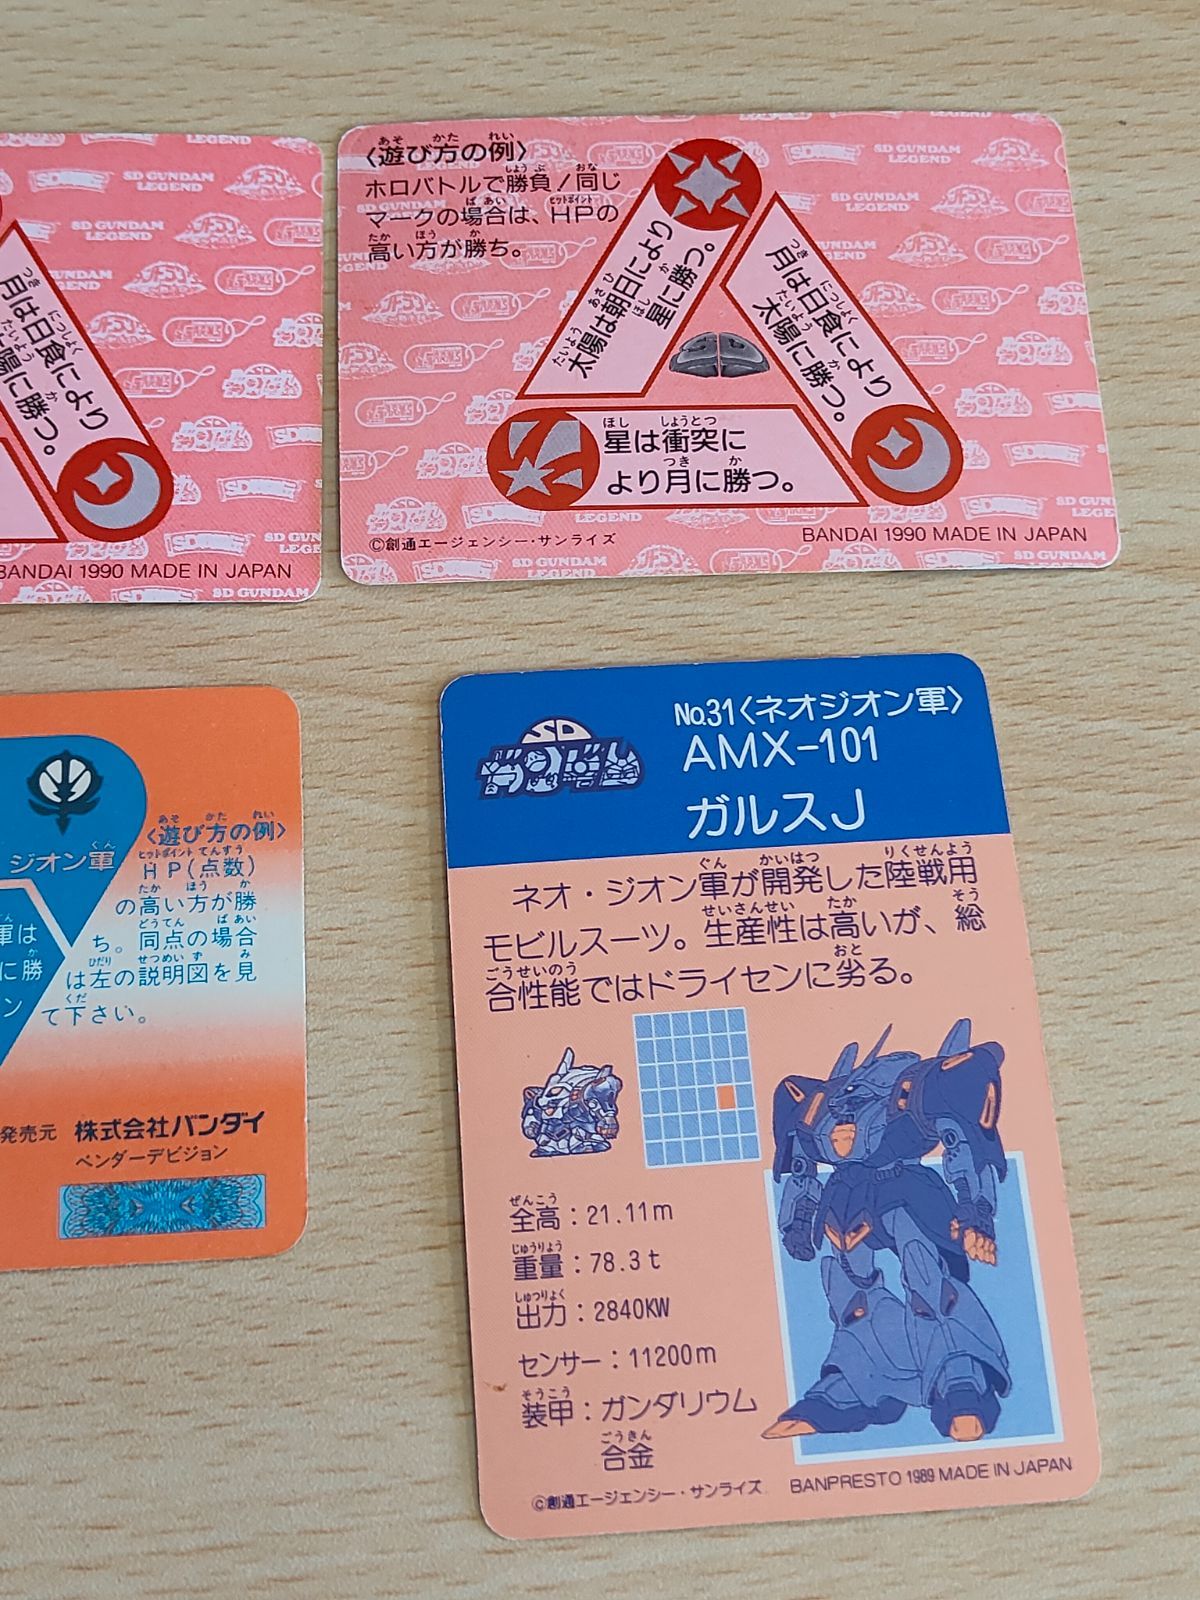 月は日食により
太陽に勝つ。
BANDAI 1990 MADE IN JAPAN
〈遊び方の例〉
ホロバトルで勝負!同じ
マークの場合は、HPの
高い方が勝ち。
太陽は朝日により
星に勝つ。
月は日食により
太陽に勝つ。
星は衝突に
より月に勝つ。
©創通エージェンシー・サンライズ
BANDAI 1990 MADE IN JAPAN
SD GUNDAM
LEGEND
ジオン軍
〈遊び方の例〉
HP(点数)
の高い方が勝
ち。同点の場合
は左の説明図を見
て下さい。
発売元 株式会社バンダイ
ベンダーデビジョン
SD
ガンダム
No.31〈ネオジオン軍〉
AMX-101
ガルスJ
ネオ・ジオン軍が開発した陸戦用
モビルスーツ。生産性は高いが、総
合性能ではドライセンに劣る。
全高:21.11m
重量:78.3t
出力:2840KW
センサー:11200m
装甲:ガンダリウム
合金
©創通エージェンシー・サンライズ BANPRESTO 1989 MADE IN JAPAN